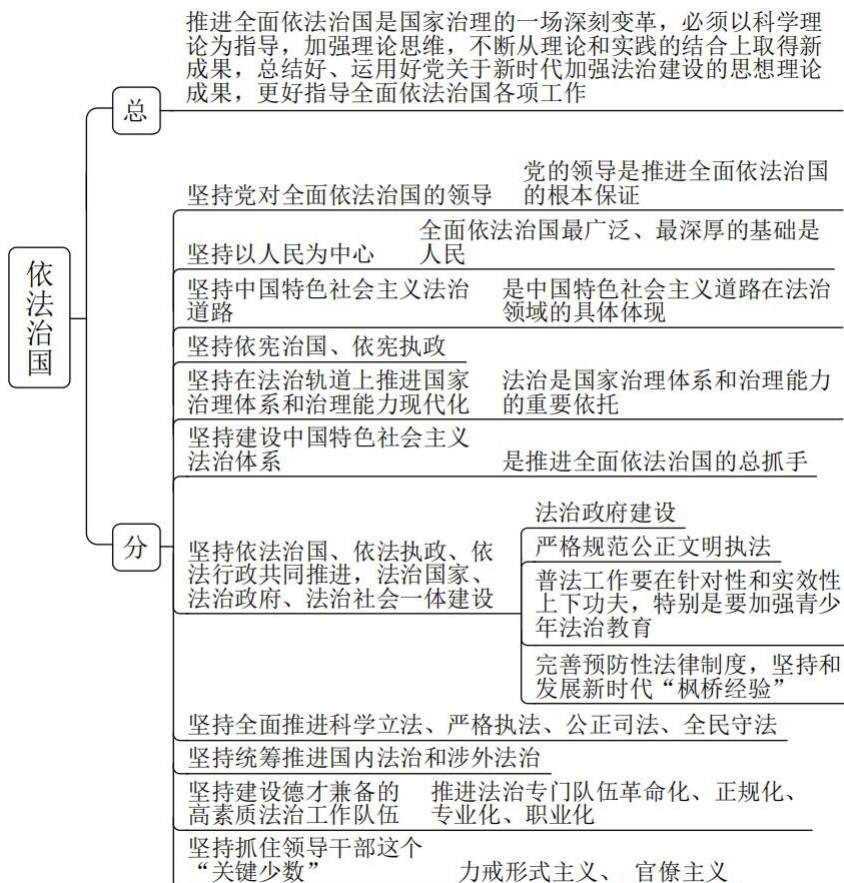 推进全面依法治国是国家治理的一场深刻变革，必须以科学理
论为指导，加强理论思维，不断从理论和实践的结合上取得新
成果，总结好、运用好党关于新时代加强法治建设的思想理论
成果，更好指导全面依法治国各项工作
总
坚持党对全面依法治国的领导
党的领导是推进全面依法治国
的根本保证
坚持以人民为中心
全面依法治国最广泛、最深厚的基础是
人民
依法治国
坚持中国特色社会主义法治
道路
是中国特色社会主义道路在法治
领域的具体体现
坚持依宪治国、依宪执政
坚持在法治轨道上推进国家
治理体系和治理能力现代化
法治是国家治理体系和治理能力
的重要依托
坚持建设中国特色社会主义
法治体系
是推进全面依法治国的总抓手
分
坚持依法治国、依法执政、依
法行政共同推进，法治国家、
法治政府、法治社会一体建设
法治政府建设
严格规范公正文明执法
普法工作要在针对性和实效性
上下功夫，特别是要加强青少
年法治教育
完善预防性法律制度，坚持和
发展新时代“枫桥经验”
坚持全面推进科学立法、严格执法、公正司法、全民守法
坚持统筹推进国内法治和涉外法治
坚持建设德才兼备的
高素质法治工作队伍
推进法治专门队伍革命化、正规化、
专业化、职业化
坚持抓住领导干部这个
“关键少数”
力戒形式主义、 官僚主义